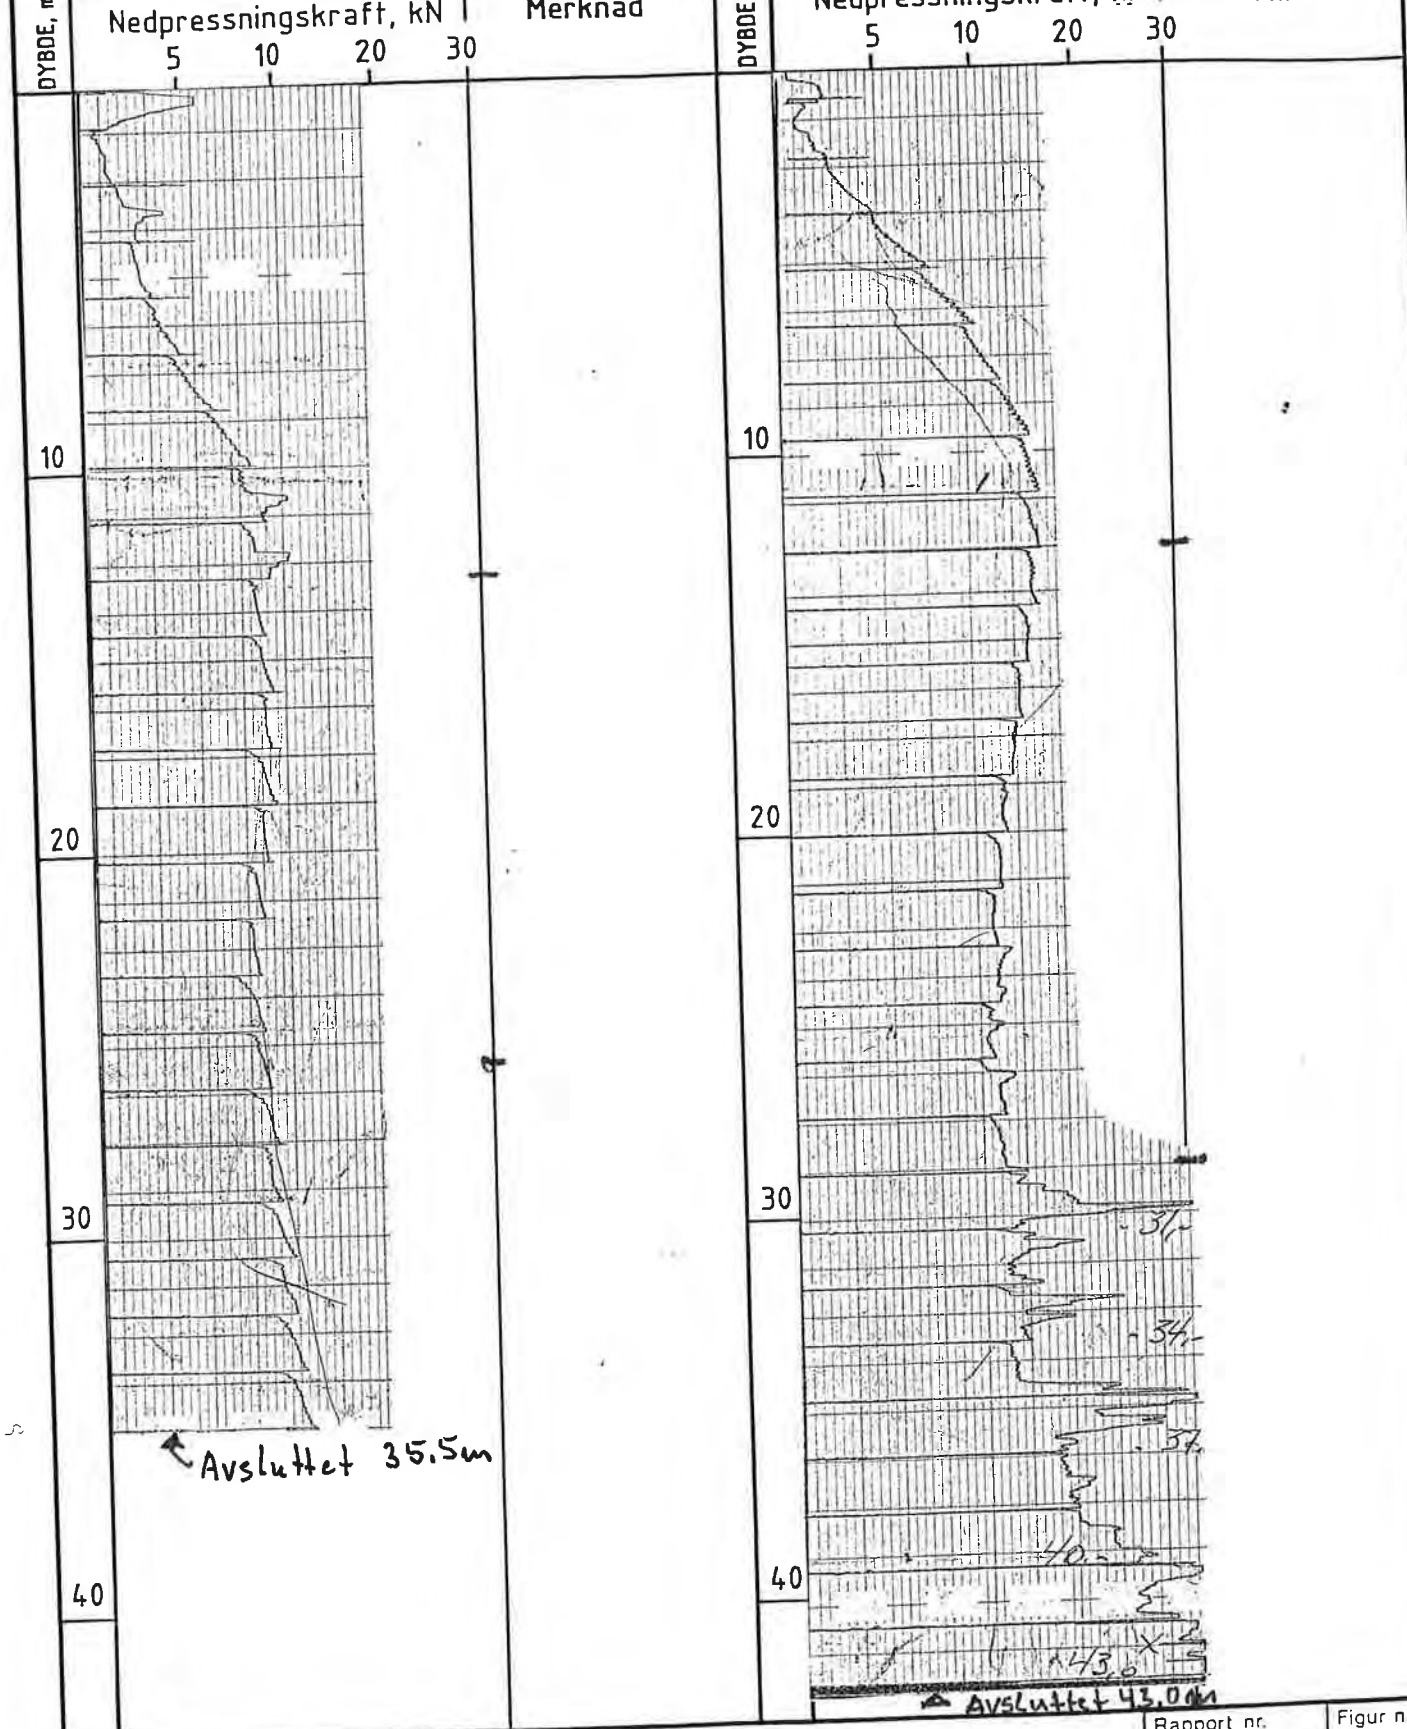 DYBDE, m
Nedpressningskraft, kN
Merknad
5 10 20 30
10
20
30
40
Avsluttet 35.5m
DYBDE
Nedpressningskraft,
5 10 20 30
10
20
30
- 31,-
- 34,-
37.
40.-
40
43,0
Avsluttet 43.0m
Rapport nr.
Figur n